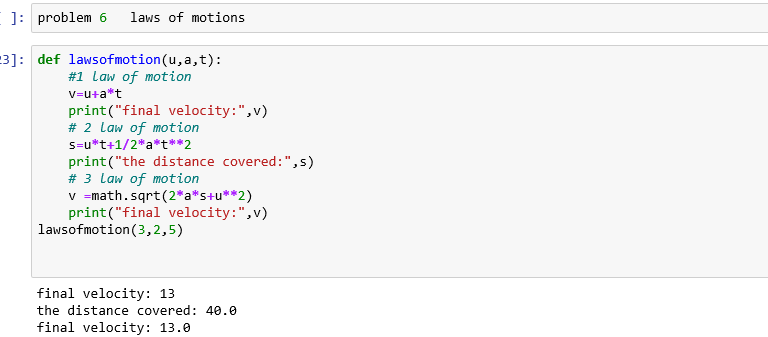 [ ]: problem 6   laws of motions
23]: def lawsofmotion(u,a,t):
    #1 law of motion
    v=u+a*t
    print("final velocity:",v)
    # 2 law of motion
    s=u*t+1/2*a*t**2
    print("the distance covered:",s)
    # 3 law of motion
    v =math.sqrt(2*a*s+u**2)
    print("final velocity:",v)
lawsofmotion(3,2,5)
final velocity: 13
the distance covered: 40.0
final velocity: 13.0